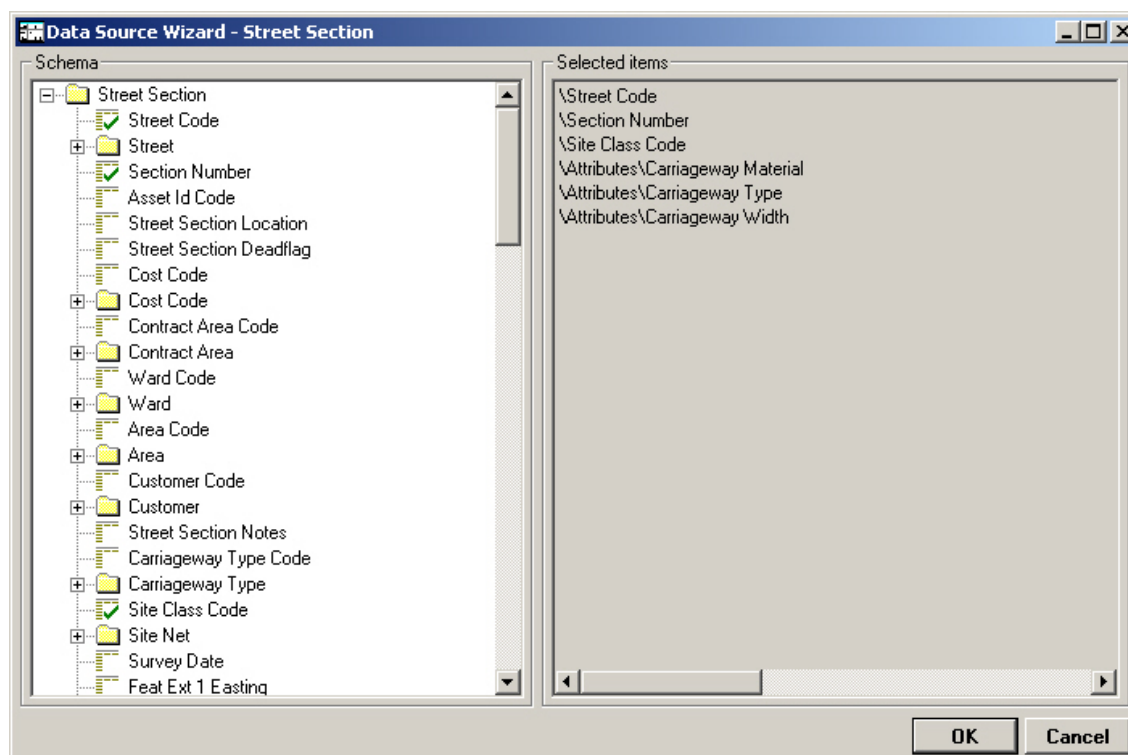 Data Source Wizard - Street Section
Schema
Street Section
Street Code
Street
Section Number
Asset Id Code
Street Section Location
Street Section Deadflag
Cost Code
Cost Code
Contract Area Code
Contract Area
Ward Code
Ward
Area Code
Area
Customer Code
Customer
Street Section Notes
Carriageway Type Code
Carriageway Type
Site Class Code
Site Net
Survey Date
Feat Ext 1 Easting
Selected items
\Street Code
\Section Number
\Site Class Code
\Attributes\Carriageway Material
\Attributes\Carriageway Type
\Attributes\Carriageway Width
OK
Cancel